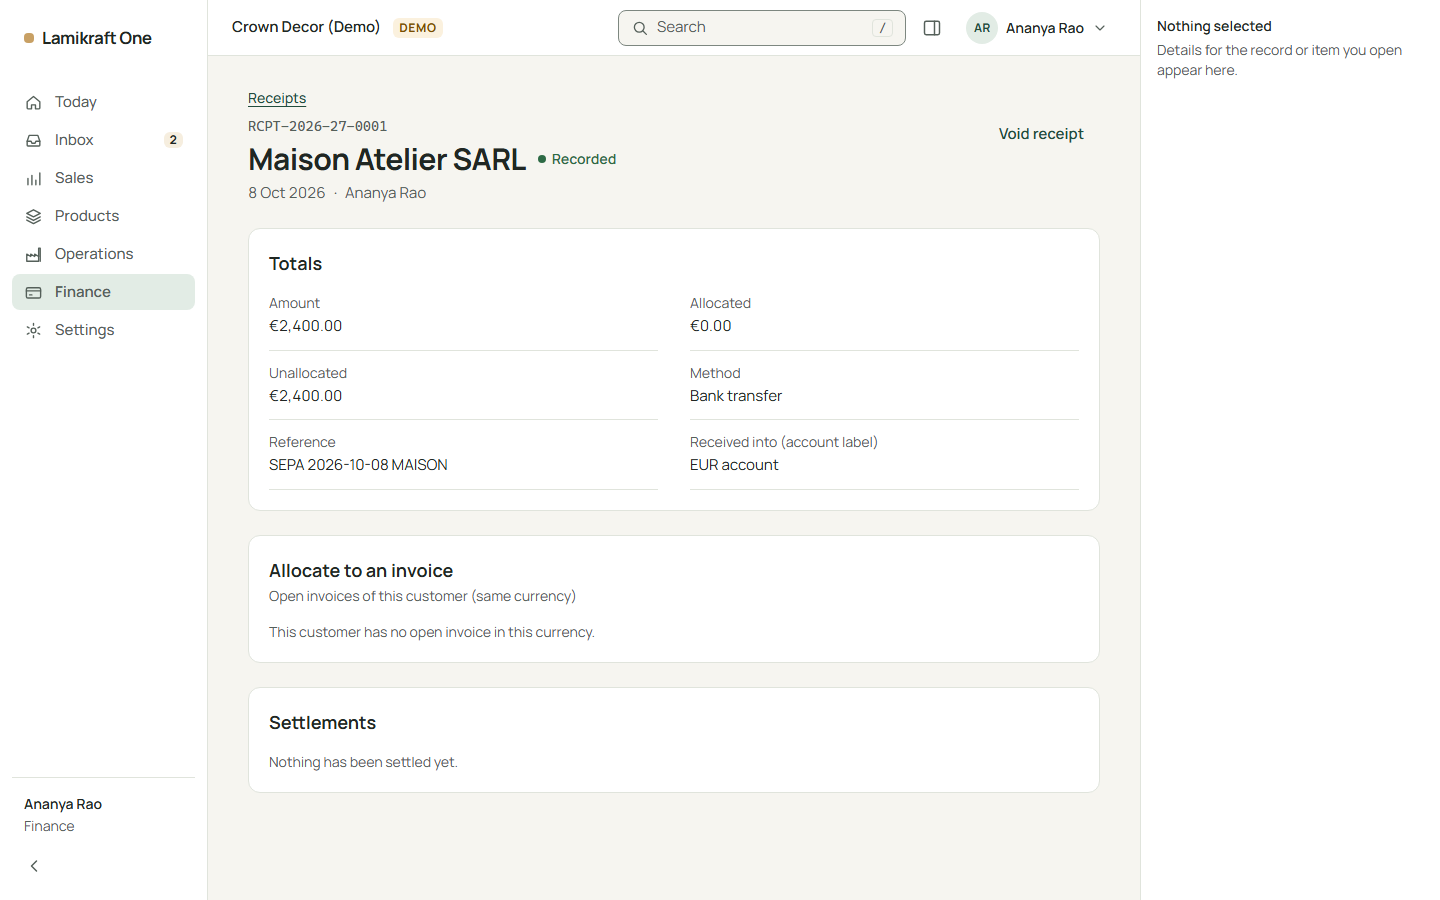 Lamikraft One
Today
Inbox 2
Sales
Products
Operations
Finance
Settings
Ananya Rao
Finance
Crown Decor (Demo) DEMO
Search /
AR Ananya Rao
Receipts
RCPT-2026-27-0001
Maison Atelier SARL Recorded
8 Oct 2026 · Ananya Rao
Void receipt
Totals
Amount
€2,400.00
Allocated
€0.00
Unallocated
€2,400.00
Method
Bank transfer
Reference
SEPA 2026-10-08 MAISON
Received into (account label)
EUR account
Allocate to an invoice
Open invoices of this customer (same currency)
This customer has no open invoice in this currency.
Settlements
Nothing has been settled yet.
Nothing selected
Details for the record or item you open
appear here.